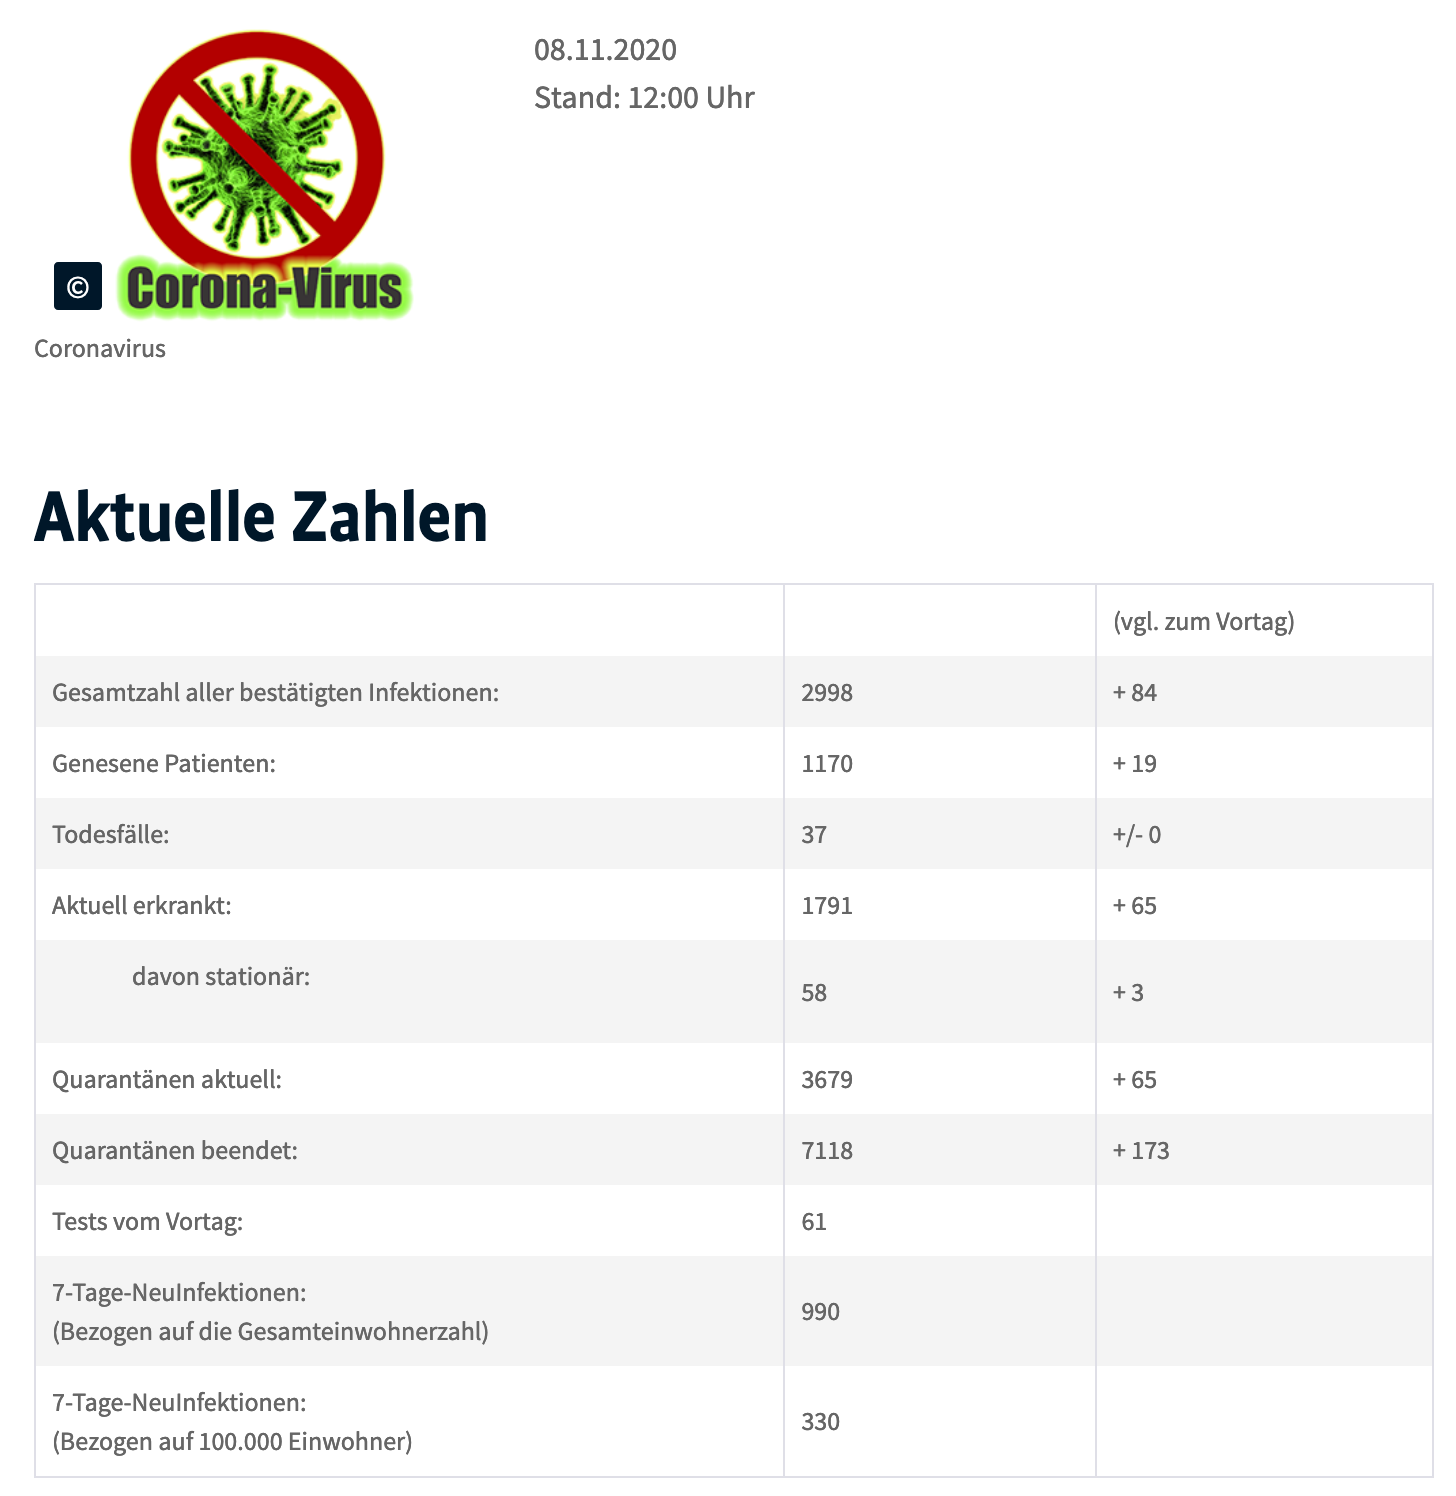 08.11.2020
Stand: 12:00 Uhr
©
Corona-Virus
Coronavirus
Aktuelle Zahlen
(vgl. zum Vortag)
Gesamtzahl aller bestätigten Infektionen: 2998 + 84
Genesene Patienten: 1170 + 19
Todesfälle: 37 +/- 0
Aktuell erkrankt: 1791 + 65
davon stationär: 58 + 3
Quarantänen aktuell: 3679 + 65
Quarantänen beendet: 7118 + 173
Tests vom Vortag: 61
7-Tage-NeuInfektionen:
(Bezogen auf die Gesamteinwohnerzahl) 990
7-Tage-NeuInfektionen:
(Bezogen auf 100.000 Einwohner) 330